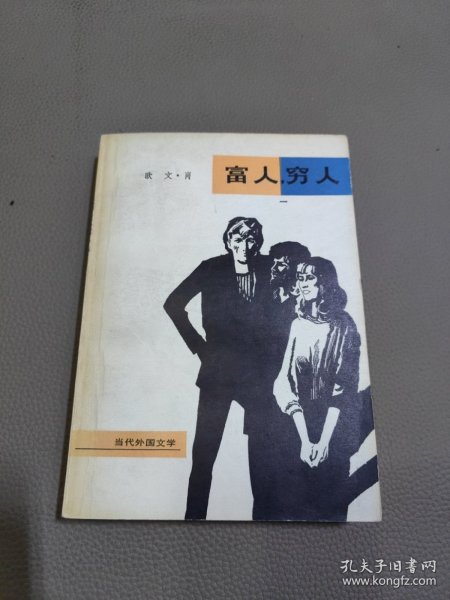 富人,穷人
欧文·肖
一
当代外国文学
孔夫子旧书网
www.kongfz.com